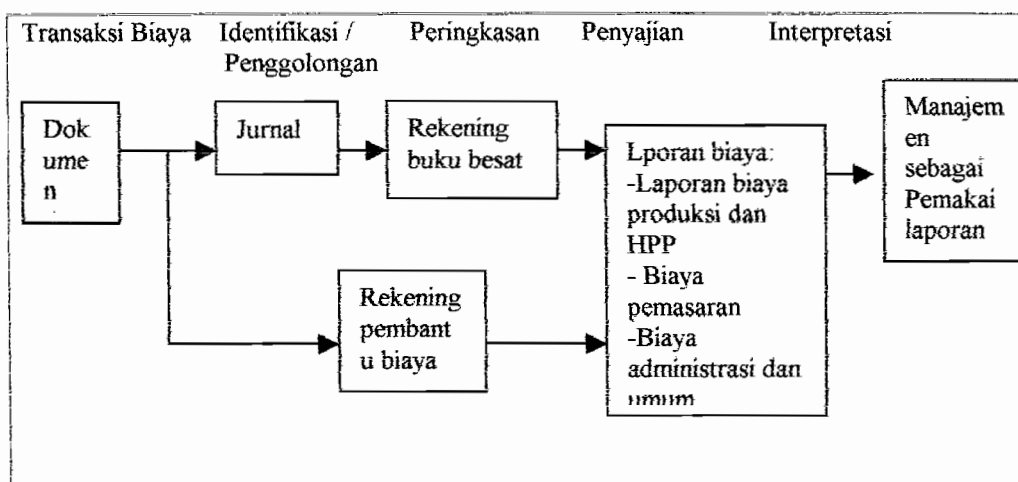 Transaksi Biaya Identifikasi / Peringkasan Penyajian Interpretasi
Penggolongan
Dok
ume
n
Jurnal
Rekening
buku besat
Rekening
pembant
u biaya
Lporan biaya:
-Laporan biaya
produksi dan
HPP
- Biaya
pemasaran
-Biaya
administrasi dan
umum
Manajem
en
sebagai
Pemakai
laporan